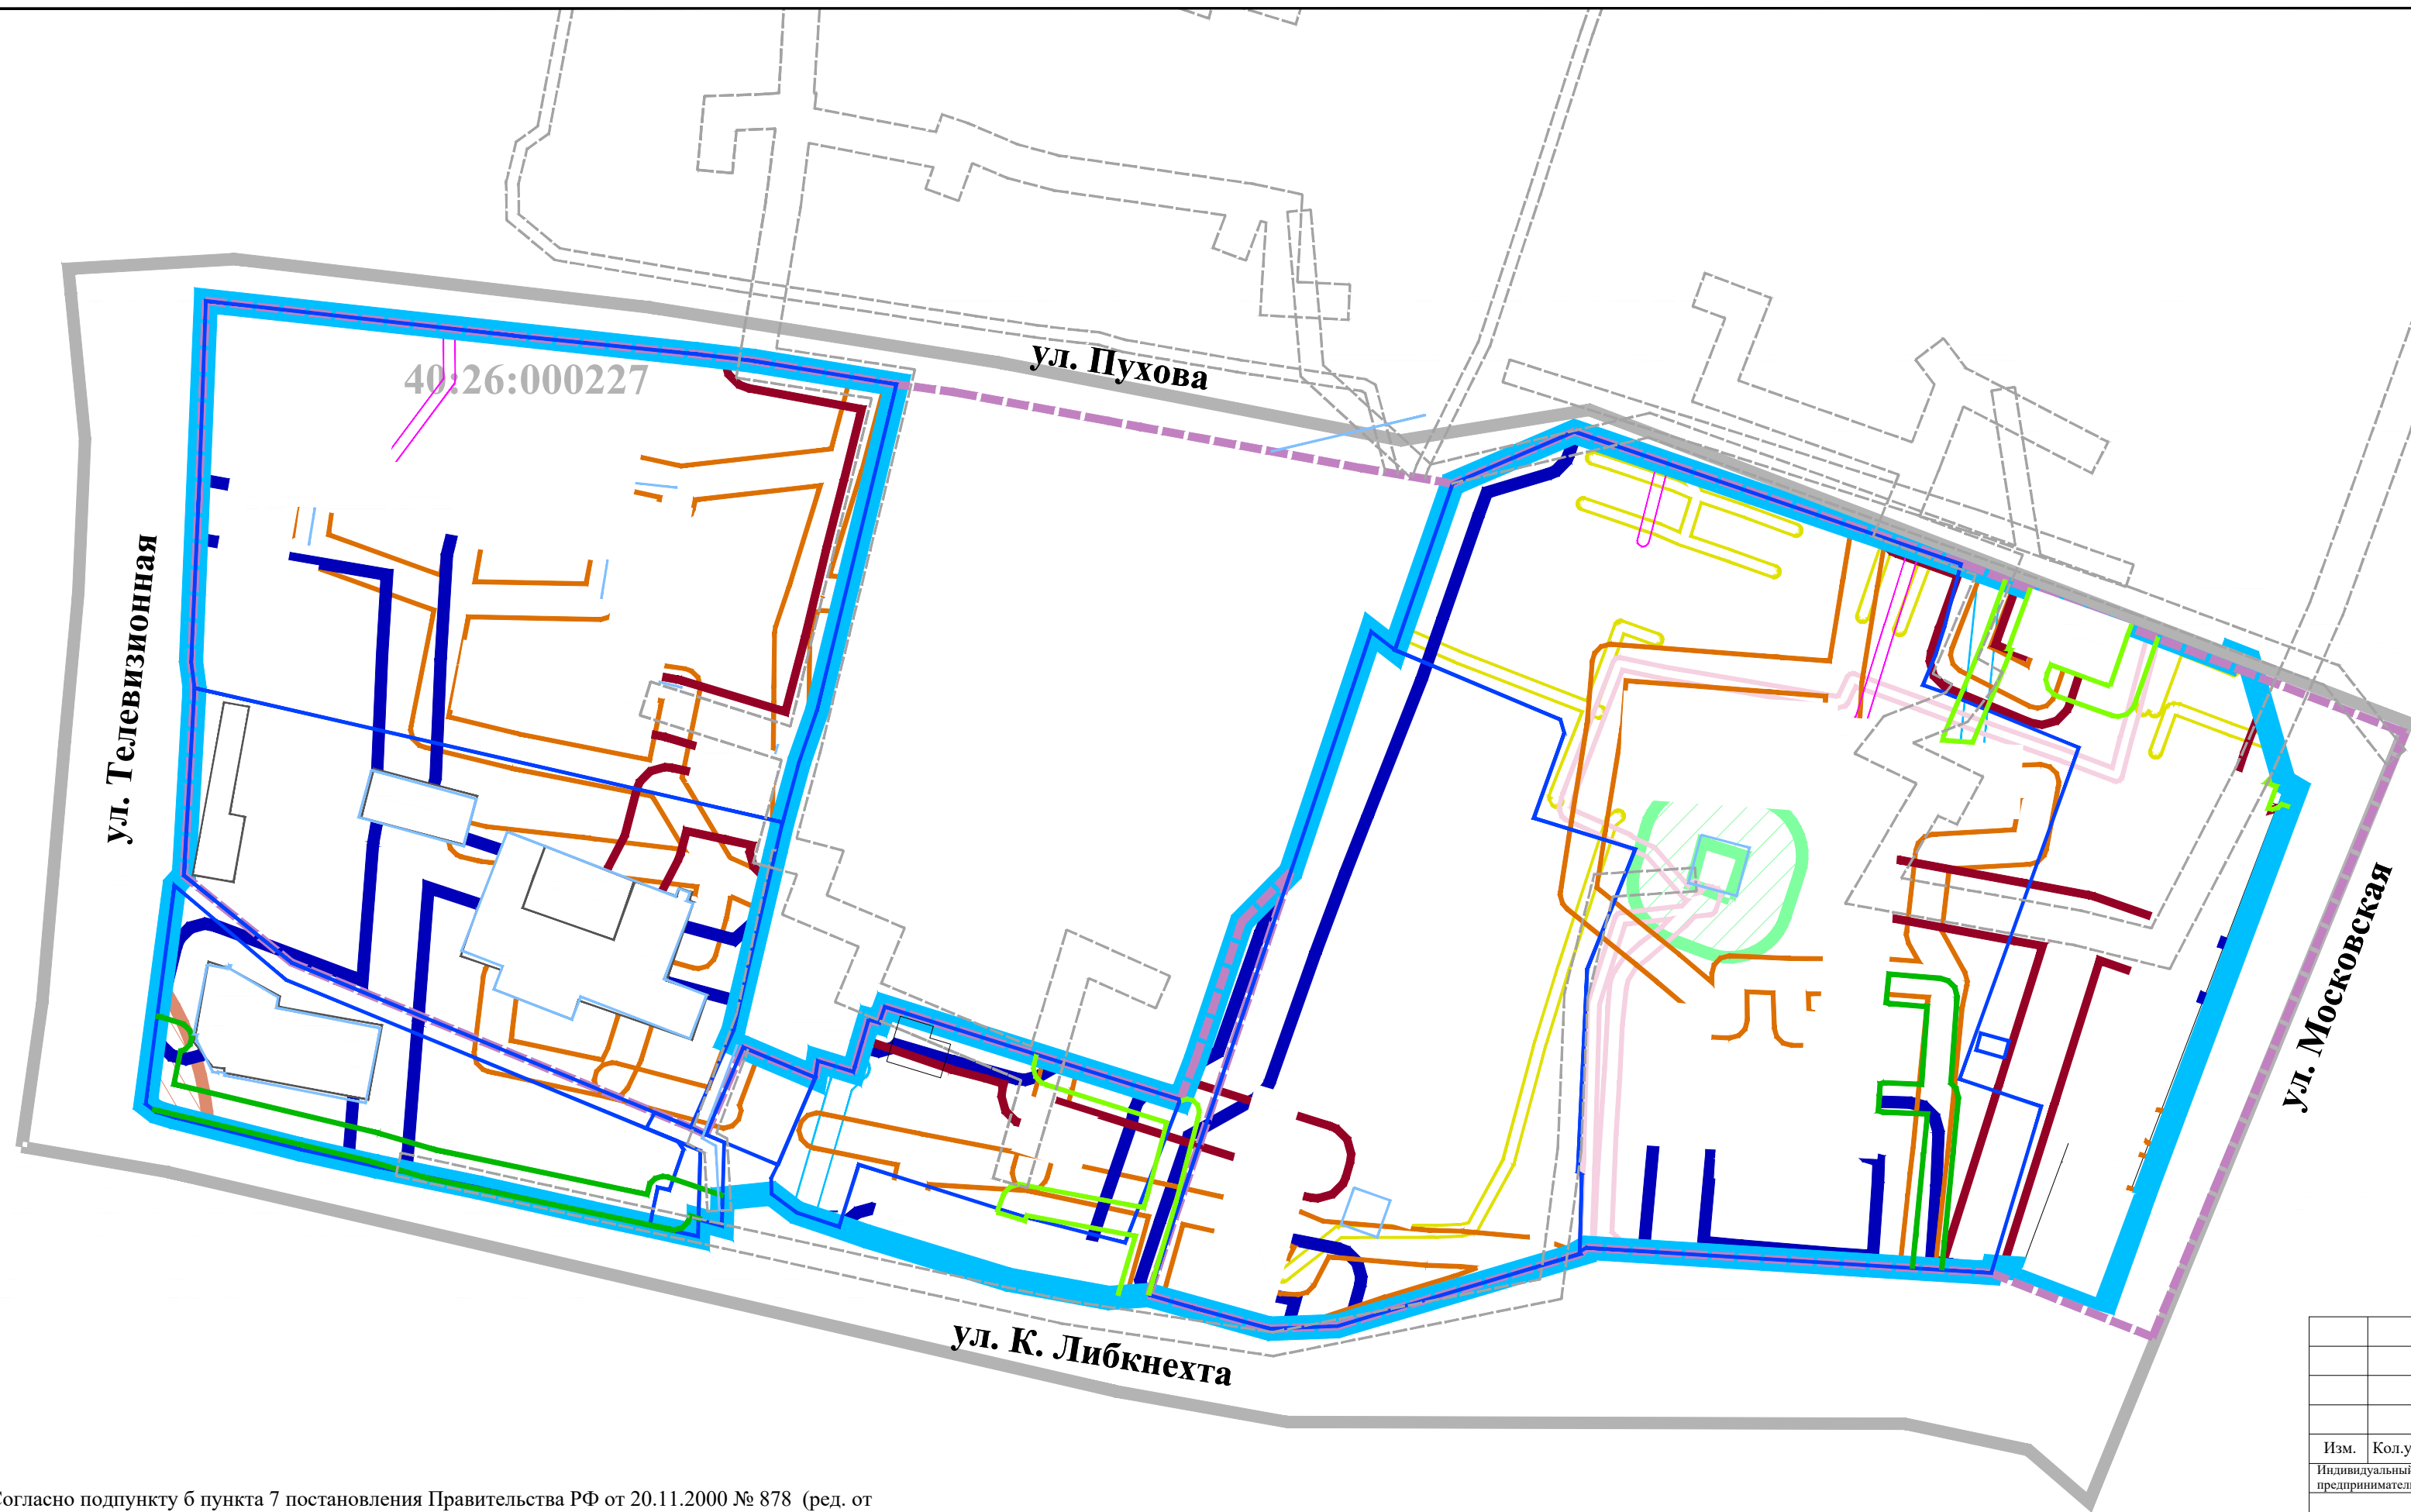 ул. Пухова
40:26:000227
ул. Телевизионная
ул. Московская
ул. К. Либкнехта
Изм. Кол.у
Индивидуальный
предпринимател
Согласно подпункту б пункта 7 постановления Правительства РФ от 20.11.2000 № 878 (ред. от